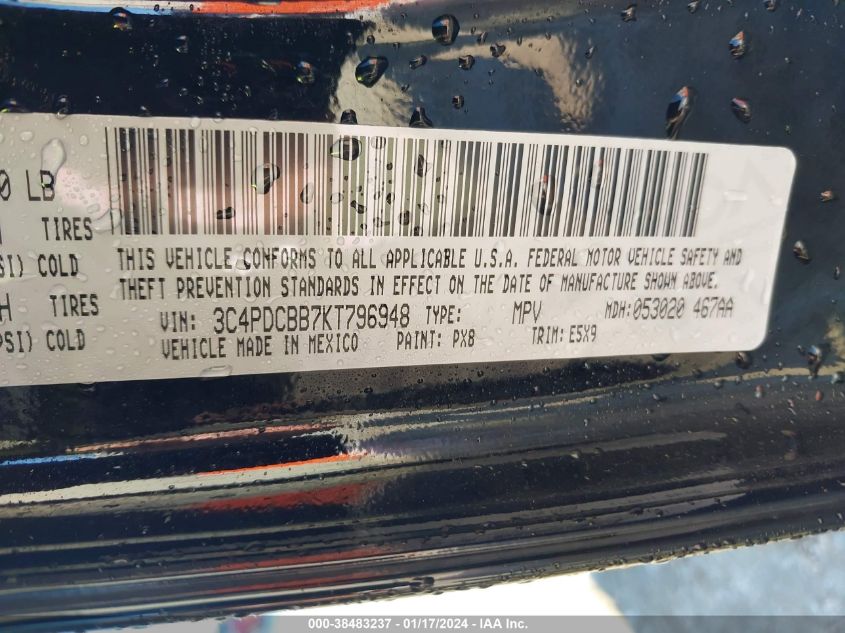 0 LB
TIRES
SI) COLD
H TIRES
PSI) COLD
THIS VEHICLE CONFORMS TO ALL APPLICABLE U.S.A. FEDERAL MOTOR VEHICLE SAFETY AND
THEFT PREVENTION STANDARDS IN EFFECT ON THE DATE OF MANUFACTURE SHOWN ABOVE.
VIN: 3C4PDCBB7KT796948 TYPE: MPV MDH:053020 467AA
VEHICLE MADE IN MEXICO PAINT: PX8 TRIM: E5X9
000-38483237 - 01/17/2024 - IAA Inc.